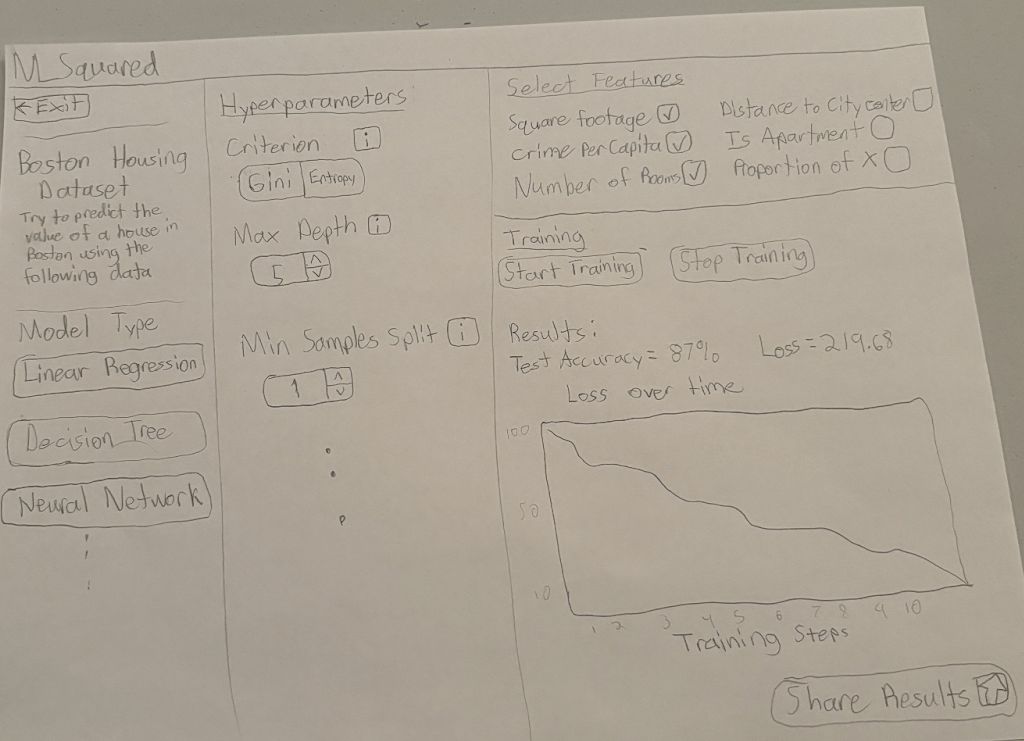 M Squared
← Exit
Boston Housing
Dataset
Try to predict the
value of a house in
Boston using the
following data
Model Type
Linear Regression
Decision Tree
Neural Network
Hyperparameters
Criterion i
Gini Entropy
Max Depth i
5
Min Samples Split i
1
Select Features
Square footage
Crime Per Capita
Number of Rooms
Distance to City center
Is Apartment
Proportion of X
Training
Start Training Stop Training
Results:
Test Accuracy = 87% Loss = 219.68
Loss over time
100
50
10
1 2 3 4 5 6 7 8 9 10
Training Steps
Share Results